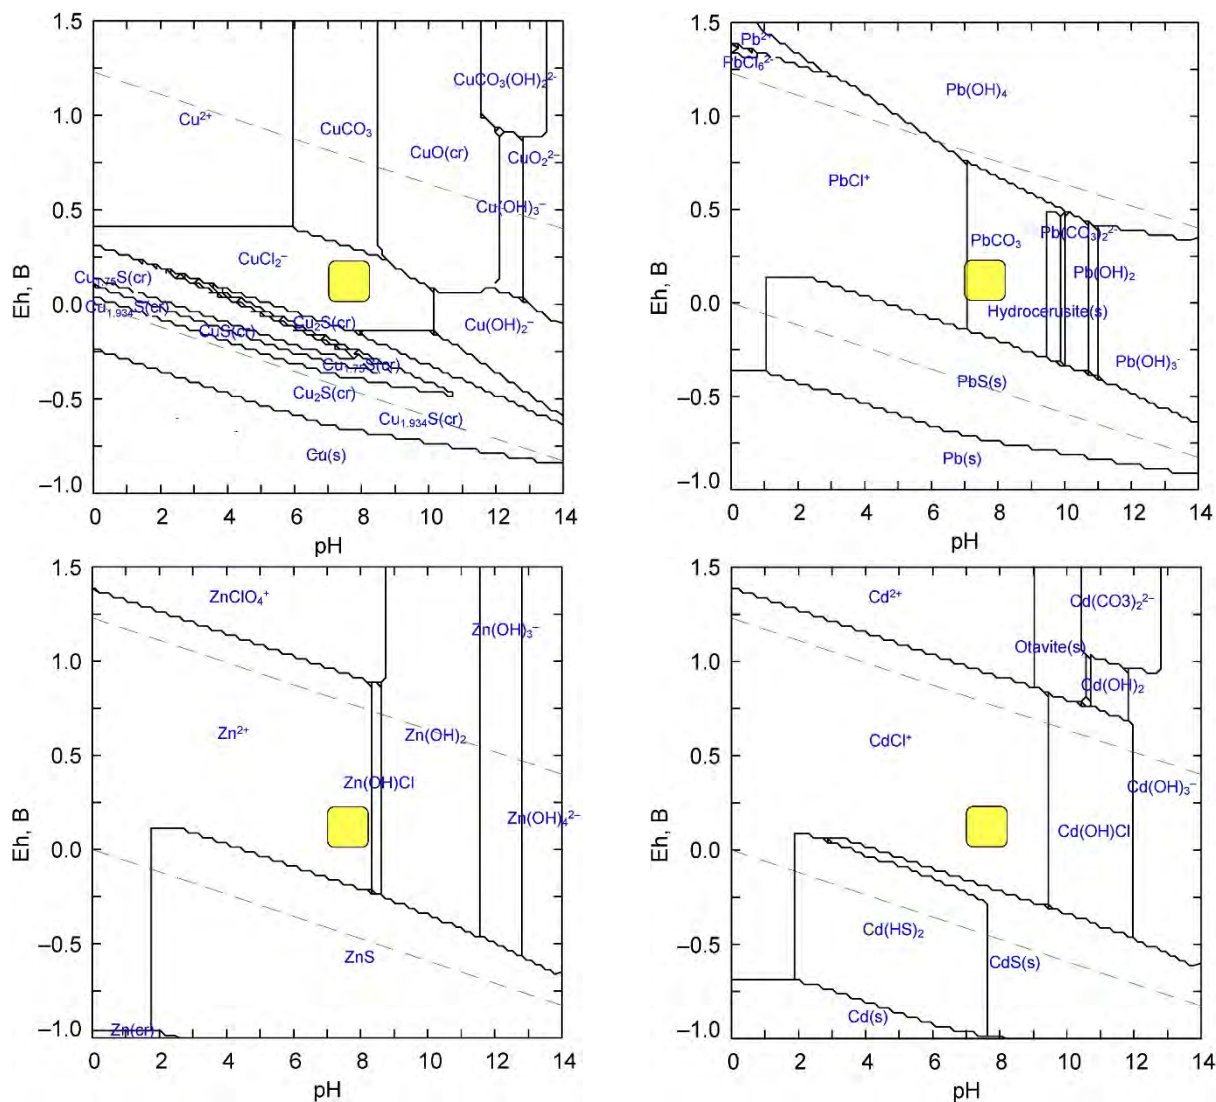 1.5
1.0
0.5
0.0
–0.5
–1.0
Eh, В
0 2 4 6 8 10 12 14
pH
Cu²⁺
CuCO₃
CuCO₃(OH)₂²⁻
CuO(cr)
CuO₂²⁻
Cu(OH)₃⁻
CuCl₂⁻
Cu₁.₇₅S(cr)
Cu₁.₉₃₄S(cr)
CuS(cr)
Cu₂S(cr)
Cu(OH)₂⁻
Cu₁.₇₅S(cr)
Cu₂S(cr)
Cu₁.₉₃₄S(cr)
Cu(s)
1.5
1.0
0.5
0.0
–0.5
–1.0
Eh, В
0 2 4 6 8 10 12 14
pH
Pb²⁺
PbCl₆²⁻
Pb(OH)₄
PbCl⁺
PbCO₃
Pb(CO₃)₂²⁻
Pb(OH)₂
Hydrocerusite(s)
Pb(OH)₃⁻
PbS(s)
Pb(s)
1.5
1.0
0.5
0.0
–0.5
–1.0
Eh, В
0 2 4 6 8 10 12 14
pH
ZnClO₄⁺
Zn(OH)₃⁻
Zn²⁺
Zn(OH)₂
Zn(OH)Cl
Zn(OH)₄²⁻
ZnS
Zn(cr)
1.5
1.0
0.5
0.0
–0.5
–1.0
Eh, В
0 2 4 6 8 10 12 14
pH
Cd²⁺
Cd(CO3)₂²⁻
Otavite(s)
Cd(OH)₂
CdCl⁺
Cd(OH)₃⁻
Cd(OH)Cl
Cd(HS)₂
CdS(s)
Cd(s)